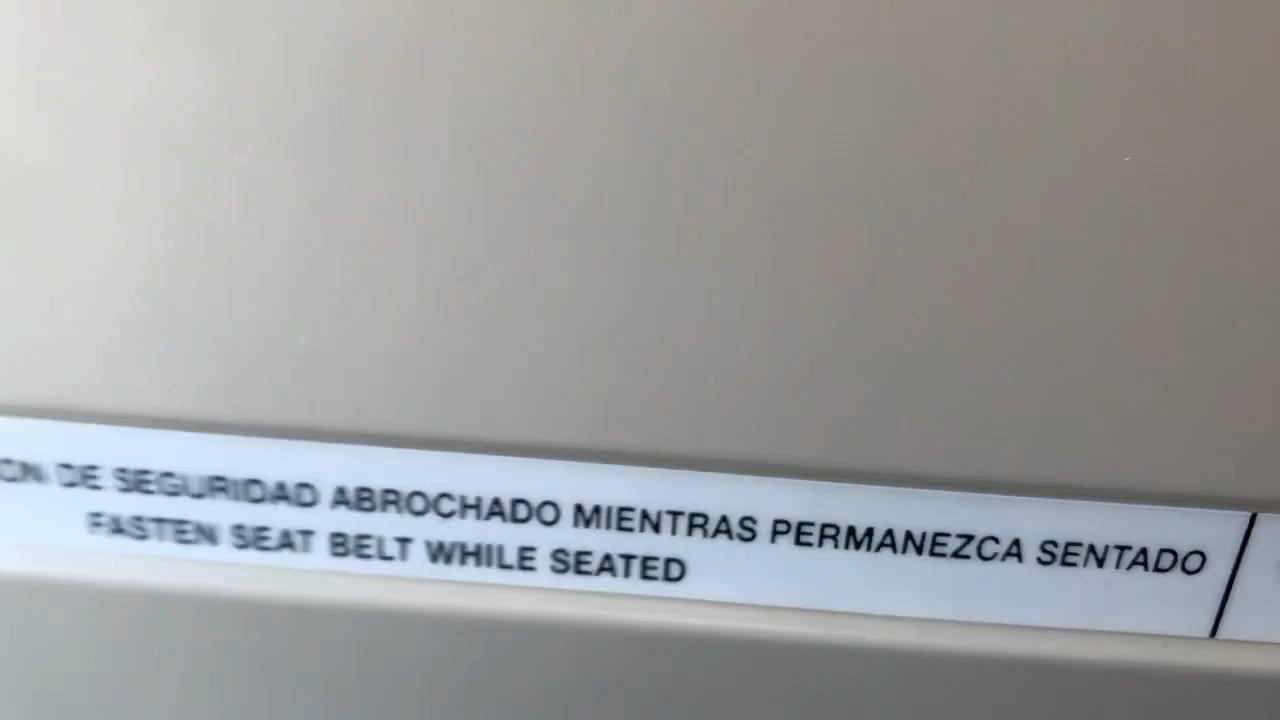 DE SEGURIDAD ABROCHADO MIENTRAS PERMANEZCA SENTADO
FASTEN SEAT BELT WHILE SEATED